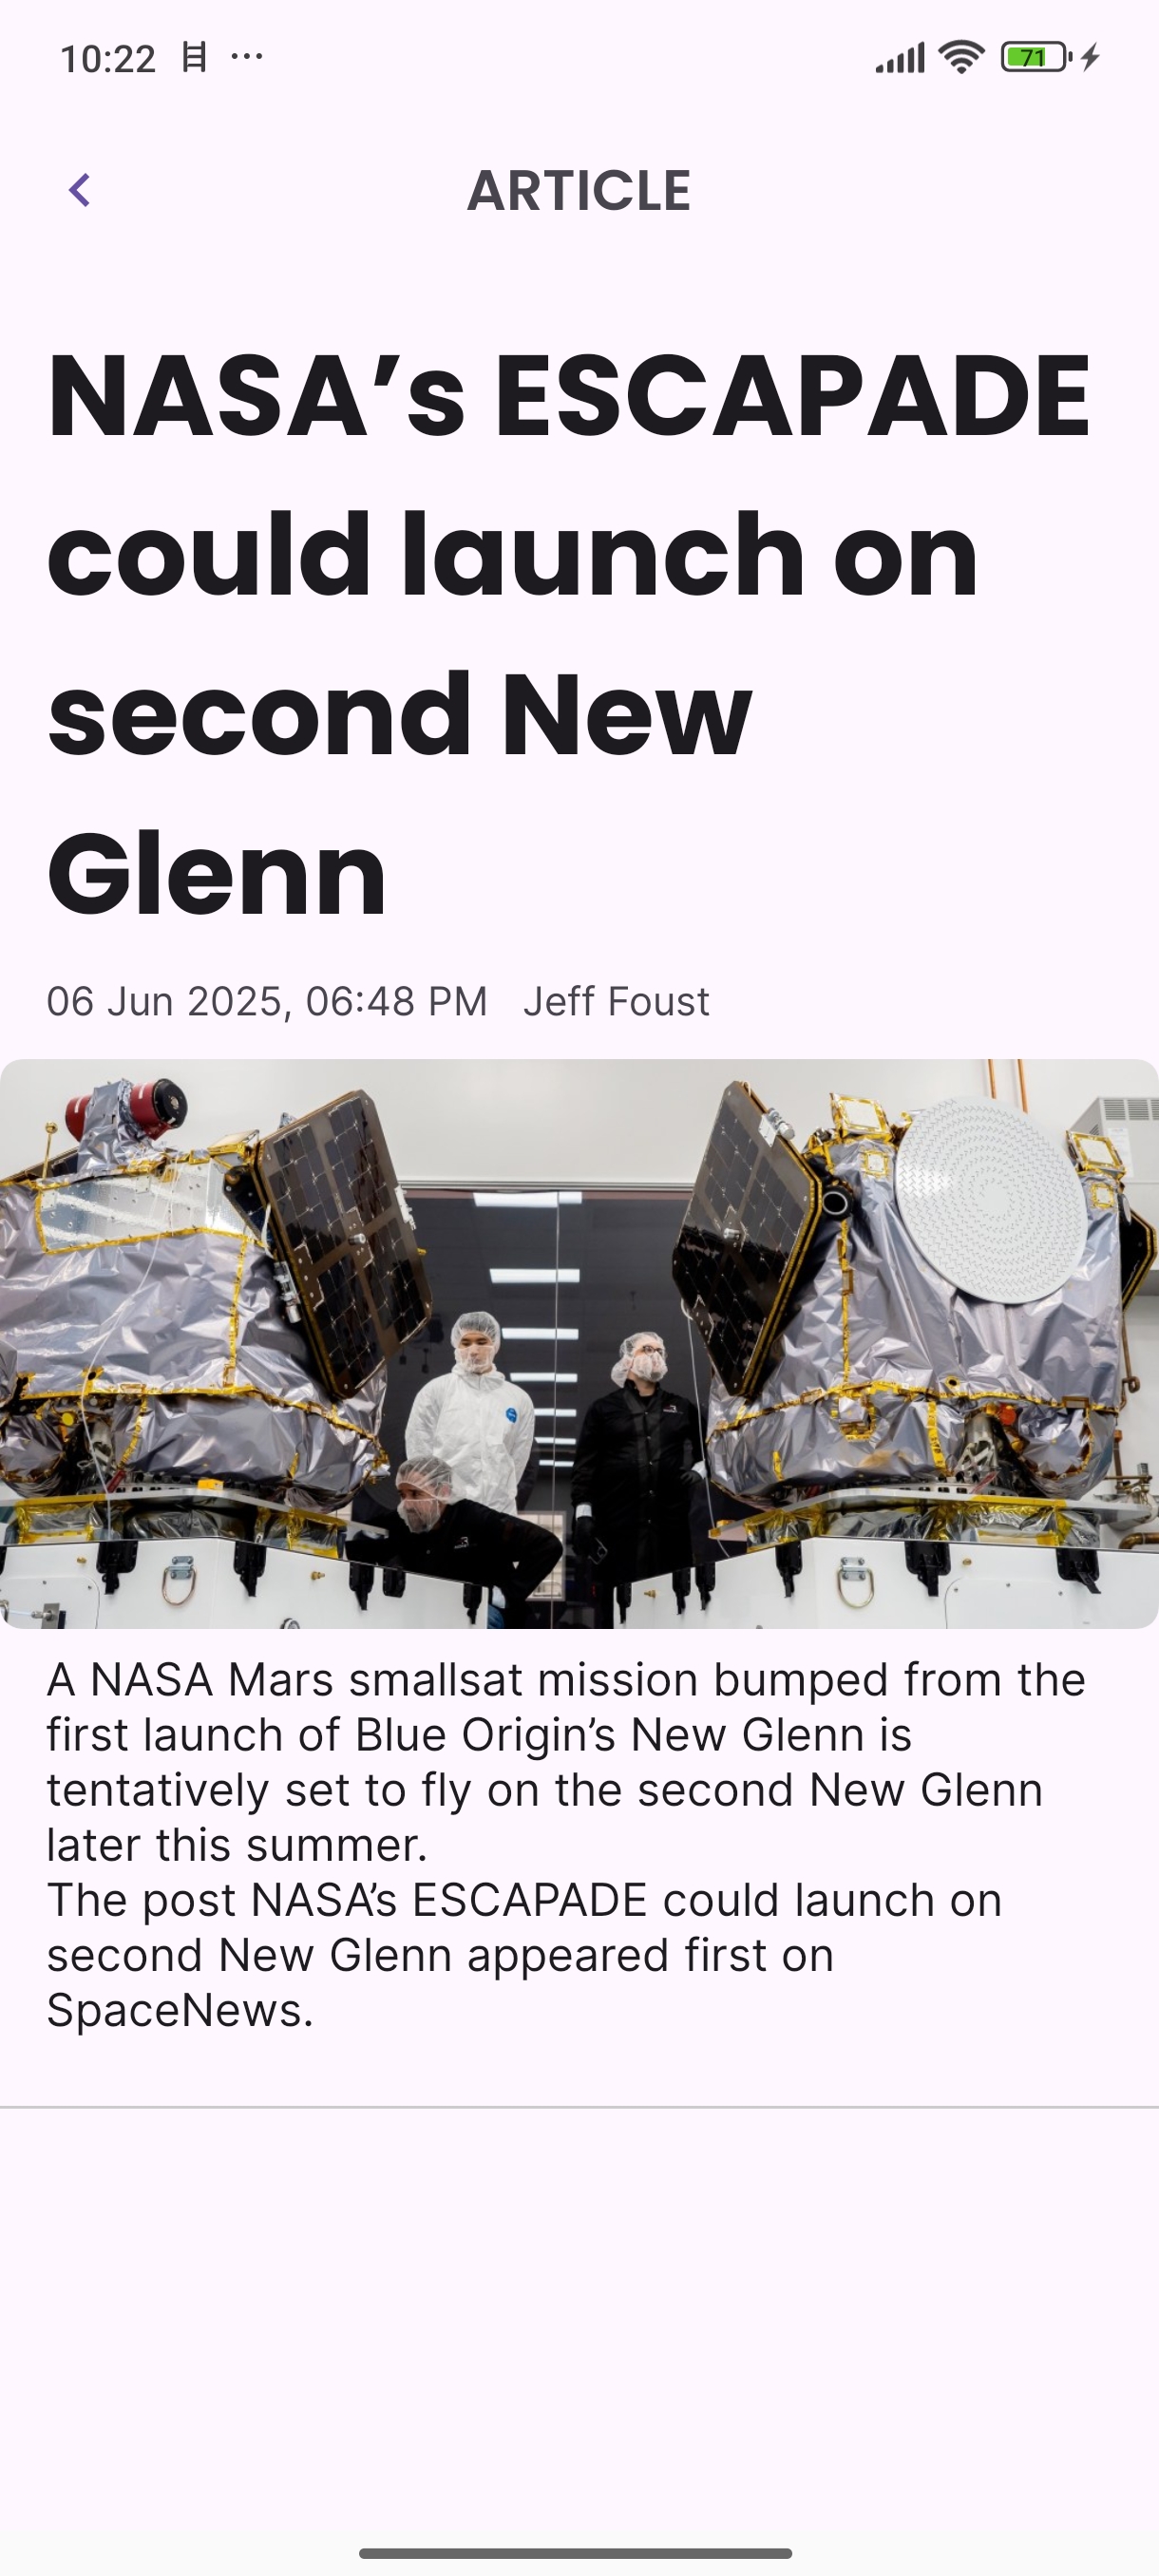 10:22
71
ARTICLE
NASA’s ESCAPADE
could launch on
second New
Glenn
06 Jun 2025, 06:48 PM Jeff Foust
A NASA Mars smallsat mission bumped from the
first launch of Blue Origin’s New Glenn is
tentatively set to fly on the second New Glenn
later this summer.
The post NASA’s ESCAPADE could launch on
second New Glenn appeared first on
SpaceNews.